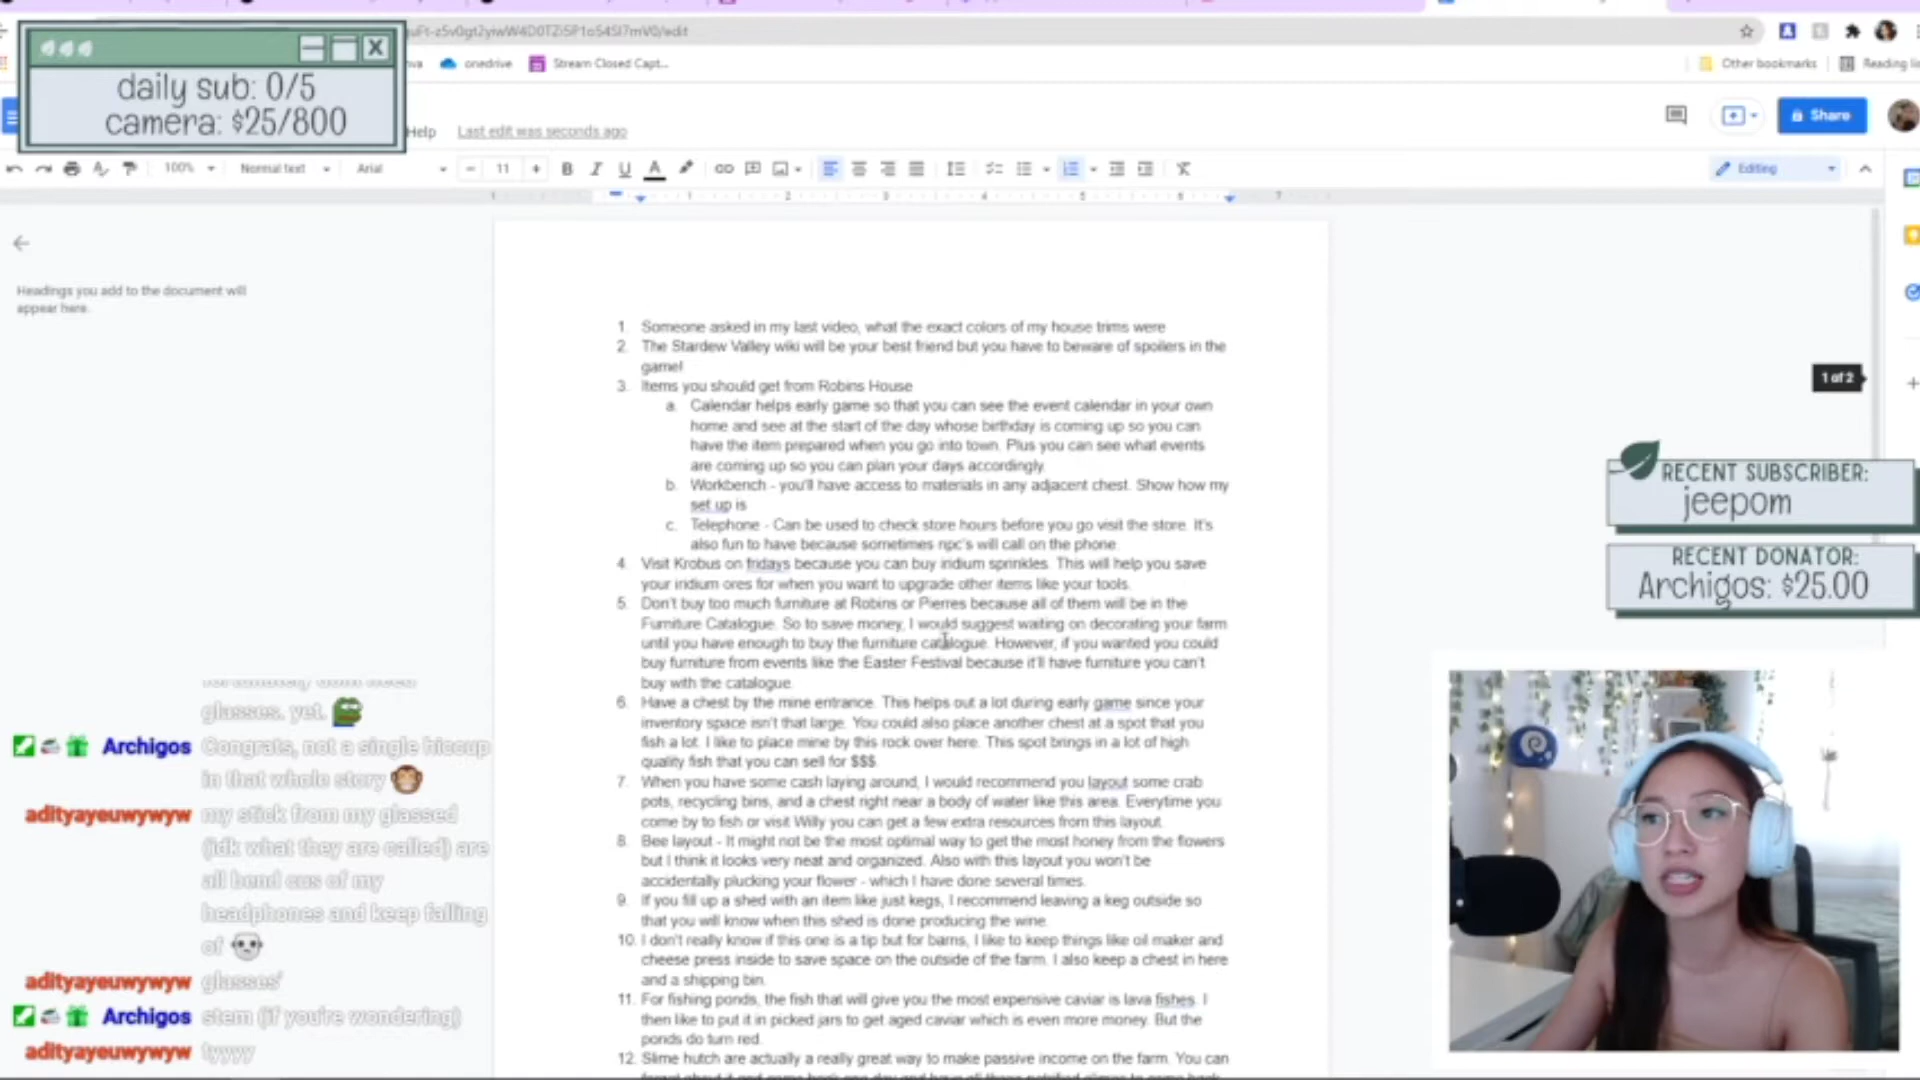 uFt-z5v0gt2yiwW4D0TZiSP1o54Sl7mV0/edit
onedrive
Stream Closed Capt...
Other bookmarks
daily sub: 0/5
camera: $25/800
Help
Last edit was seconds ago
Share
100%
Normal text
Arial
11
Editing
Headings you add to the document will
appear here.
1 of 2
1. Someone asked in my last video, what the exact colors of my house trims were
2. The Stardew Valley wiki will be your best friend but you have to beware of spoilers in the
game!
3. Items you should get from Robins House
a. Calendar helps early game so that you can see the event calendar in your own
home and see at the start of the day whose birthday is coming up so you can
have the item prepared when you go into town. Plus you can see what events
are coming up so you can plan your days accordingly.
b. Workbench - you'll have access to materials in any adjacent chest. Show how my
set up is
c. Telephone - Can be used to check store hours before you go visit the store. It's
also fun to have because sometimes npc's will call on the phone
4. Visit Krobus on fridays because you can buy iridium sprinkles. This will help you save
your iridium ores for when you want to upgrade other items like your tools.
5. Don't buy too much furniture at Robins or Pierres because all of them will be in the
Furniture Catalogue. So to save money, I would suggest waiting on decorating your farm
until you have enough to buy the furniture catalogue. However, if you wanted you could
buy furniture from events like the Easter Festival because it'll have furniture you can't
buy with the catalogue.
6. Have a chest by the mine entrance. This helps out a lot during early game since your
inventory space isn't that large. You could also place another chest at a spot that you
fish a lot. I like to place mine by this rock over here. This spot brings in a lot of high
quality fish that you can sell for $$$
7. When you have some cash laying around, I would recommend you layout some crab
pots, recycling bins, and a chest right near a body of water like this area. Everytime you
come by to fish or visit Willy you can get a few extra resources from this layout.
8. Bee layout - It might not be the most optimal way to get the most honey from the flowers
but I think it looks very neat and organized. Also with this layout you won't be
accidentally plucking your flower - which I have done several times.
9. If you fill up a shed with an item like just kegs, I recommend leaving a keg outside so
that you will know when this shed is done producing the wine.
10. I don't really know if this one is a tip but for barns, I like to keep things like oil maker and
cheese press inside to save space on the outside of the farm. I also keep a chest in here
and a shipping bin.
11. For fishing ponds, the fish that will give you the most expensive caviar is lava fishes. I
then like to put it in picked jars to get aged caviar which is even more money. But the
ponds do turn red.
12. Slime hutch are actually a really great way to make passive income on the farm. You can
RECENT SUBSCRIBER:
jeepom
RECENT DONATOR:
Archigos: $25.00
glasses. yet.
Archigos Congrats, not a single hiccup
in that whole story
adityayeuwywyw my stick from my glassed
(idk what they are called) are
all bend cus of my
headphones and keep falling
of
adityayeuwywyw glasses'
Archigos stem (if you're wondering)
adityayeuwywyw tyyyy